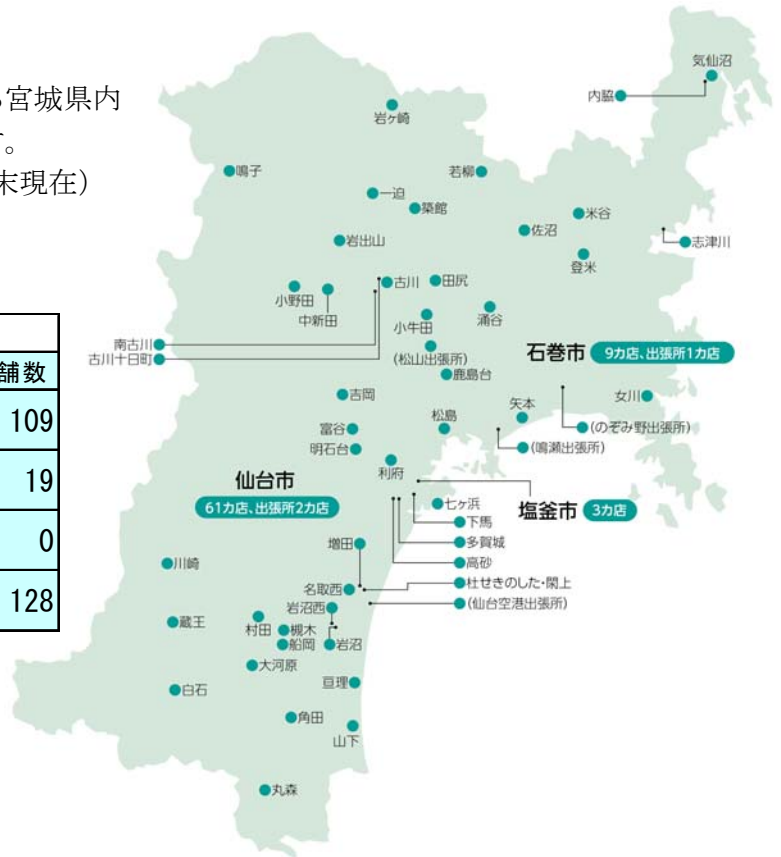 宮城県内
。
末現在）
舗数
109
19
0
128
気仙沼
内脇
岩ヶ崎
鳴子
若柳
一迫
築館
米谷
佐沼
志津川
岩出山
登米
古川
田尻
小野田
中新田
涌谷
小牛田
南古川
古川十日町
(松山出張所)
石巻市 9カ店、出張所1カ店
鹿島台
吉岡
女川
矢本
富谷
松島
(のぞみ野出張所)
明石台
(鳴瀬出張所)
利府
仙台市
61カ店、出張所2カ店
七ヶ浜
塩釜市 3カ店
下馬
多賀城
増田
高砂
川崎
杜せきのした・閖上
名取西
(仙台空港出張所)
岩沼西
蔵王
村田
槻木
船岡
岩沼
大河原
亘理
白石
角田
山下
丸森